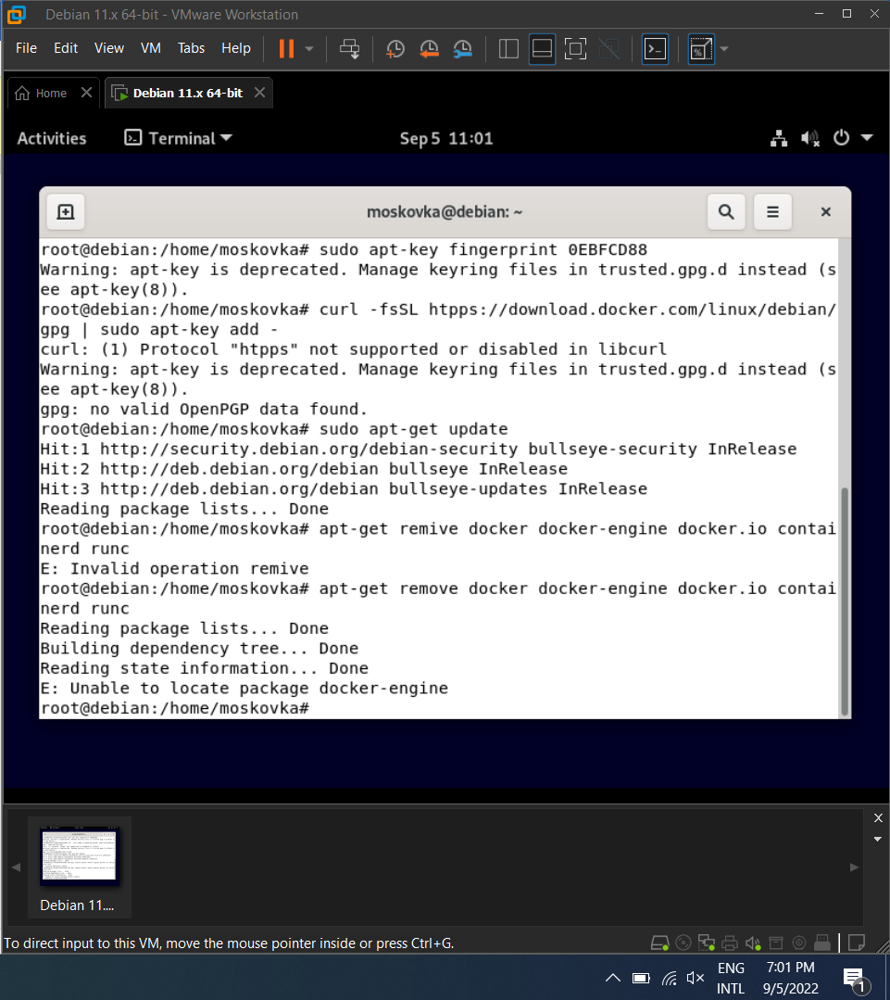 Debian 11.x 64-bit - VMware Workstation
File Edit View VM Tabs Help
Home
Debian 11.x 64-bit
Activities Terminal Sep 5 11:01
moskovka@debian: ~
root@debian:/home/moskovka# sudo apt-key fingerprint 0EBFCD88
Warning: apt-key is deprecated. Manage keyring files in trusted.gpg.d instead (s
ee apt-key(8)).
root@debian:/home/moskovka# curl -fsSL htpps://download.docker.com/linux/debian/
gpg | sudo apt-key add -
curl: (1) Protocol "htpps" not supported or disabled in libcurl
Warning: apt-key is deprecated. Manage keyring files in trusted.gpg.d instead (s
ee apt-key(8)).
gpg: no valid OpenPGP data found.
root@debian:/home/moskovka# sudo apt-get update
Hit:1 http://security.debian.org/debian-security bullseye-security InRelease
Hit:2 http://deb.debian.org/debian bullseye InRelease
Hit:3 http://deb.debian.org/debian bullseye-updates InRelease
Reading package lists... Done
root@debian:/home/moskovka# apt-get remive docker docker-engine docker.io contai
nerd runc
E: Invalid operation remive
root@debian:/home/moskovka# apt-get remove docker docker-engine docker.io contai
nerd runc
Reading package lists... Done
Building dependency tree... Done
Reading state information... Done
E: Unable to locate package docker-engine
root@debian:/home/moskovka#
Debian 11....
To direct input to this VM, move the mouse pointer inside or press Ctrl+G.
ENG 7:01 PM
INTL 9/5/2022
1